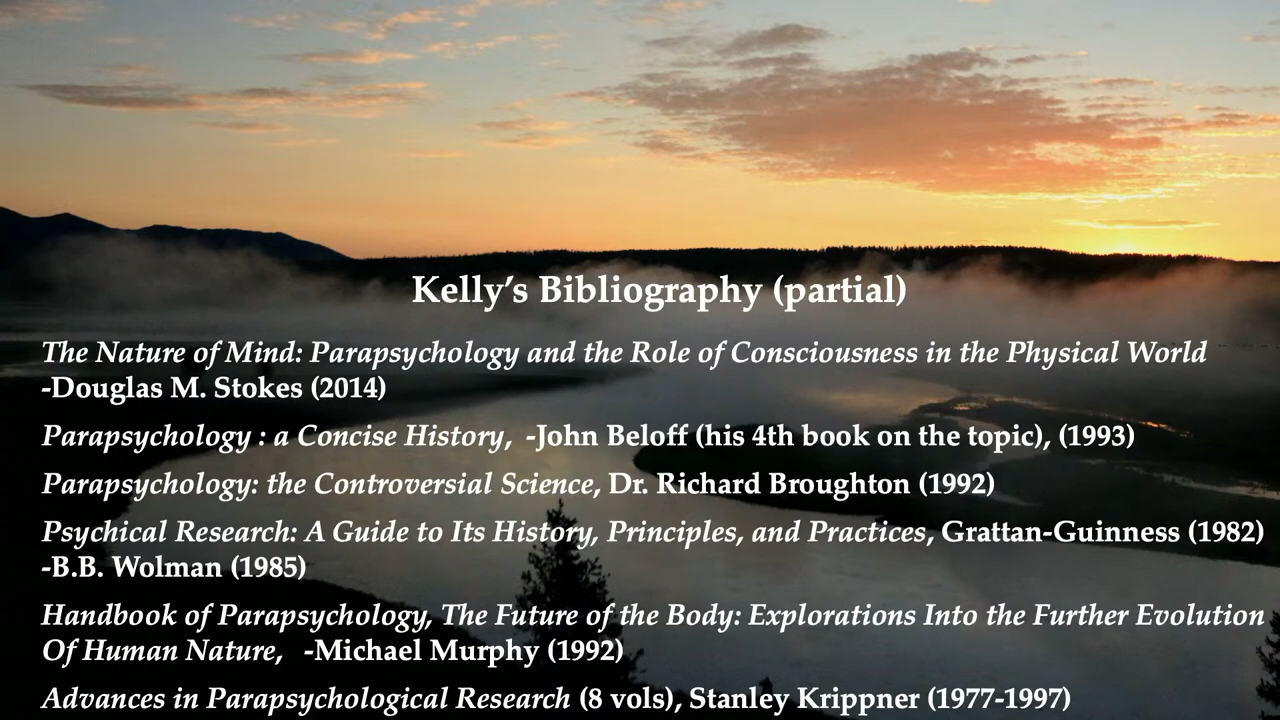 Kelly’s Bibliography (partial)
The Nature of Mind: Parapsychology and the Role of Consciousness in the Physical World
-Douglas M. Stokes (2014)
Parapsychology : a Concise History,  -John Beloff (his 4th book on the topic), (1993)
Parapsychology: the Controversial Science, Dr. Richard Broughton (1992)
Psychical Research: A Guide to Its History, Principles, and Practices, Grattan-Guinness (1982)
-B.B. Wolman (1985)
Handbook of Parapsychology, The Future of the Body: Explorations Into the Further Evolution
Of Human Nature,   -Michael Murphy (1992)
Advances in Parapsychological Research (8 vols), Stanley Krippner (1977-1997)